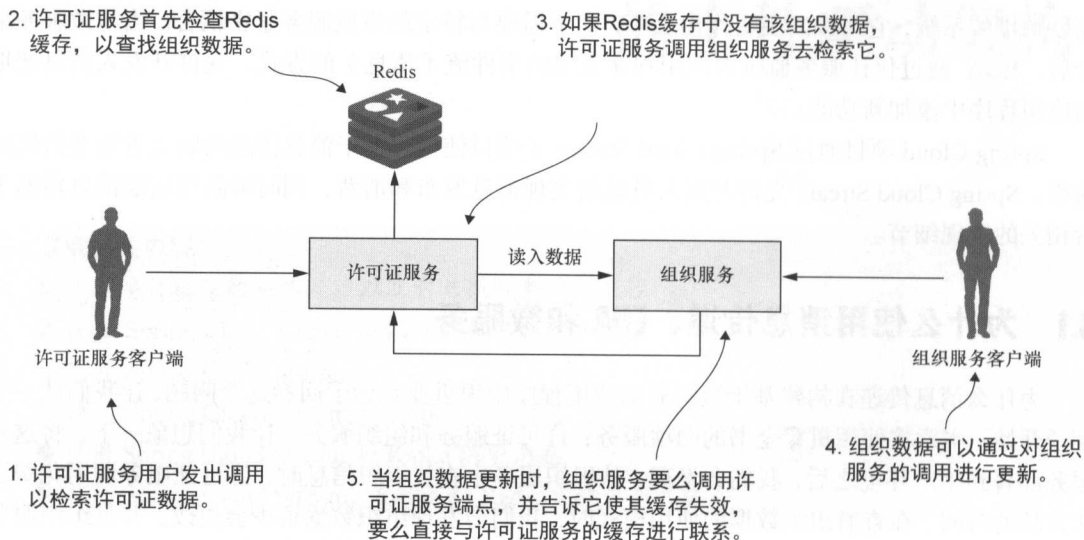 2. 许可证服务首先检查Redis
缓存，以查找组织数据。
3. 如果Redis缓存中没有该组织数据，
许可证服务调用组织服务去检索它。
Redis
许可证服务
读入数据
组织服务
许可证服务客户端
组织服务客户端
1. 许可证服务用户发出调用
以检索许可证数据。
5. 当组织数据更新时，组织服务要么调用许
可证服务端点，并告诉它使其缓存失效，
要么直接与许可证服务的缓存进行联系。
4. 组织数据可以通过对组织
服务的调用进行更新。